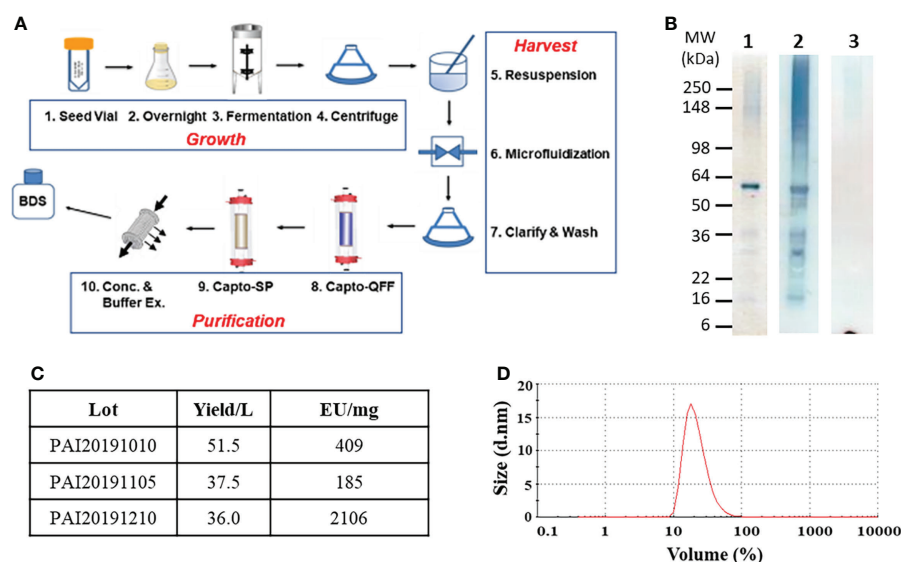 A
1. Seed Vial 2. Overnight 3. Fermentation 4. Centrifuge
Growth
Harvest
5. Resuspension
6. Microfluidization
7. Clarify & Wash
BDS
10. Conc. & Buffer Ex.
9. Capto-SP
8. Capto-QFF
Purification
B
MW (kDa)
1 2 3
250
148
98
64
50
36
22
16
6
C
Lot Yield/L EU/mg
PAI20191010 51.5 409
PAI20191105 37.5 185
PAI20191210 36.0 2106
D
Size (d.nm)
20
15
10
5
0
0.1 1 10 100 1000 10000
Volume (%)